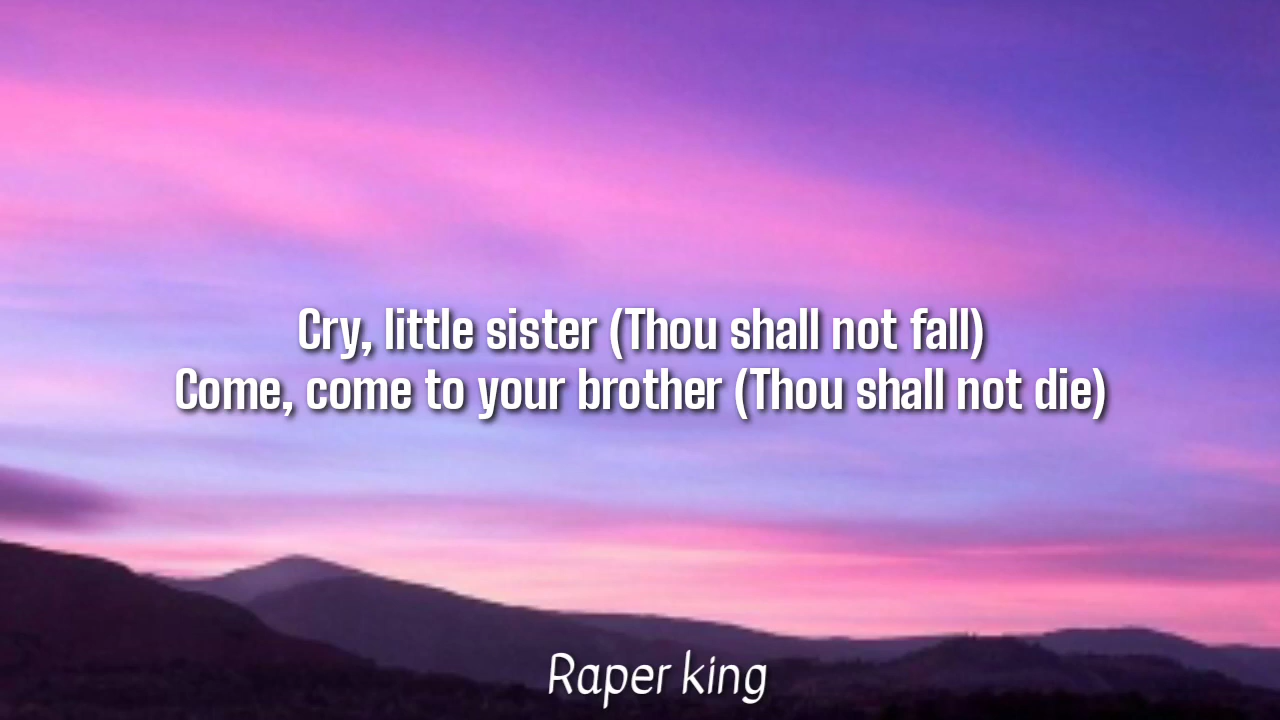 Cry, little sister (Thou shall not fall)
Come, come to your brother (Thou shall not die)
Raper king